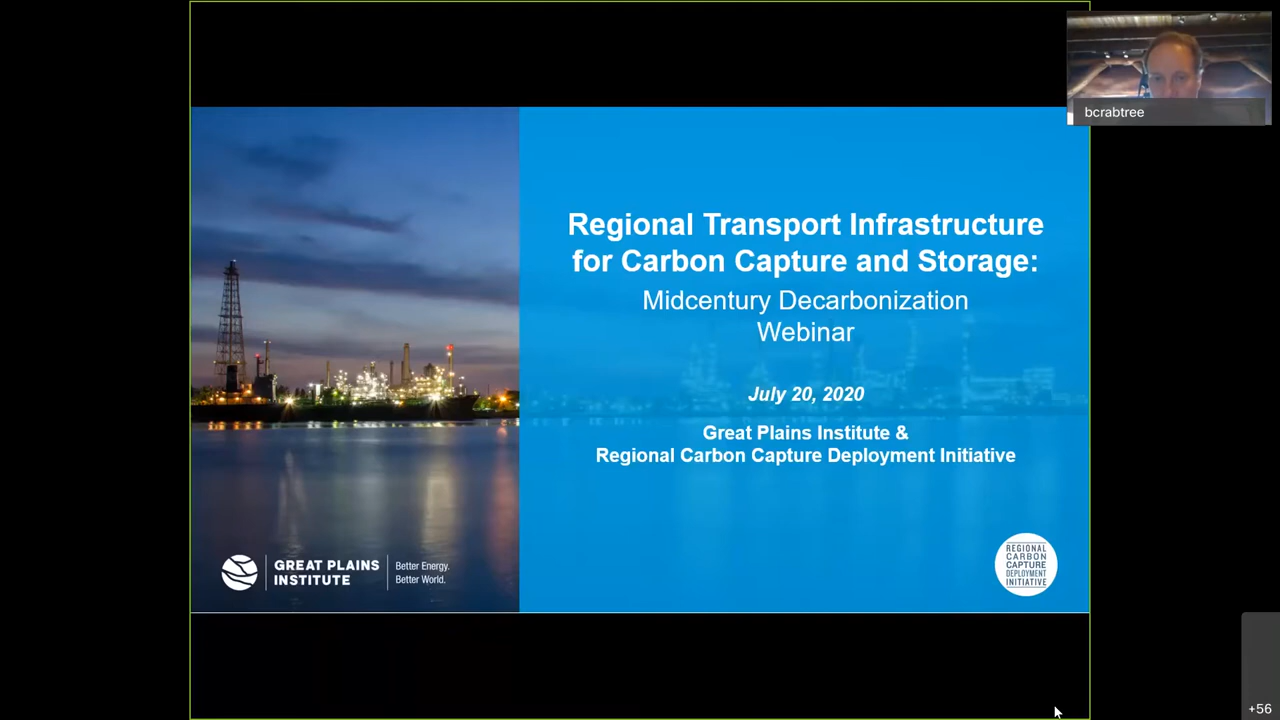 bcrabtree
Regional Transport Infrastructure
for Carbon Capture and Storage:
Midcentury Decarbonization
Webinar
July 20, 2020
Great Plains Institute &
Regional Carbon Capture Deployment Initiative
GREAT PLAINS
INSTITUTE
Better Energy.
Better World.
REGIONAL
CARBON
CAPTURE
DEPLOYMENT
INITIATIVE
+56